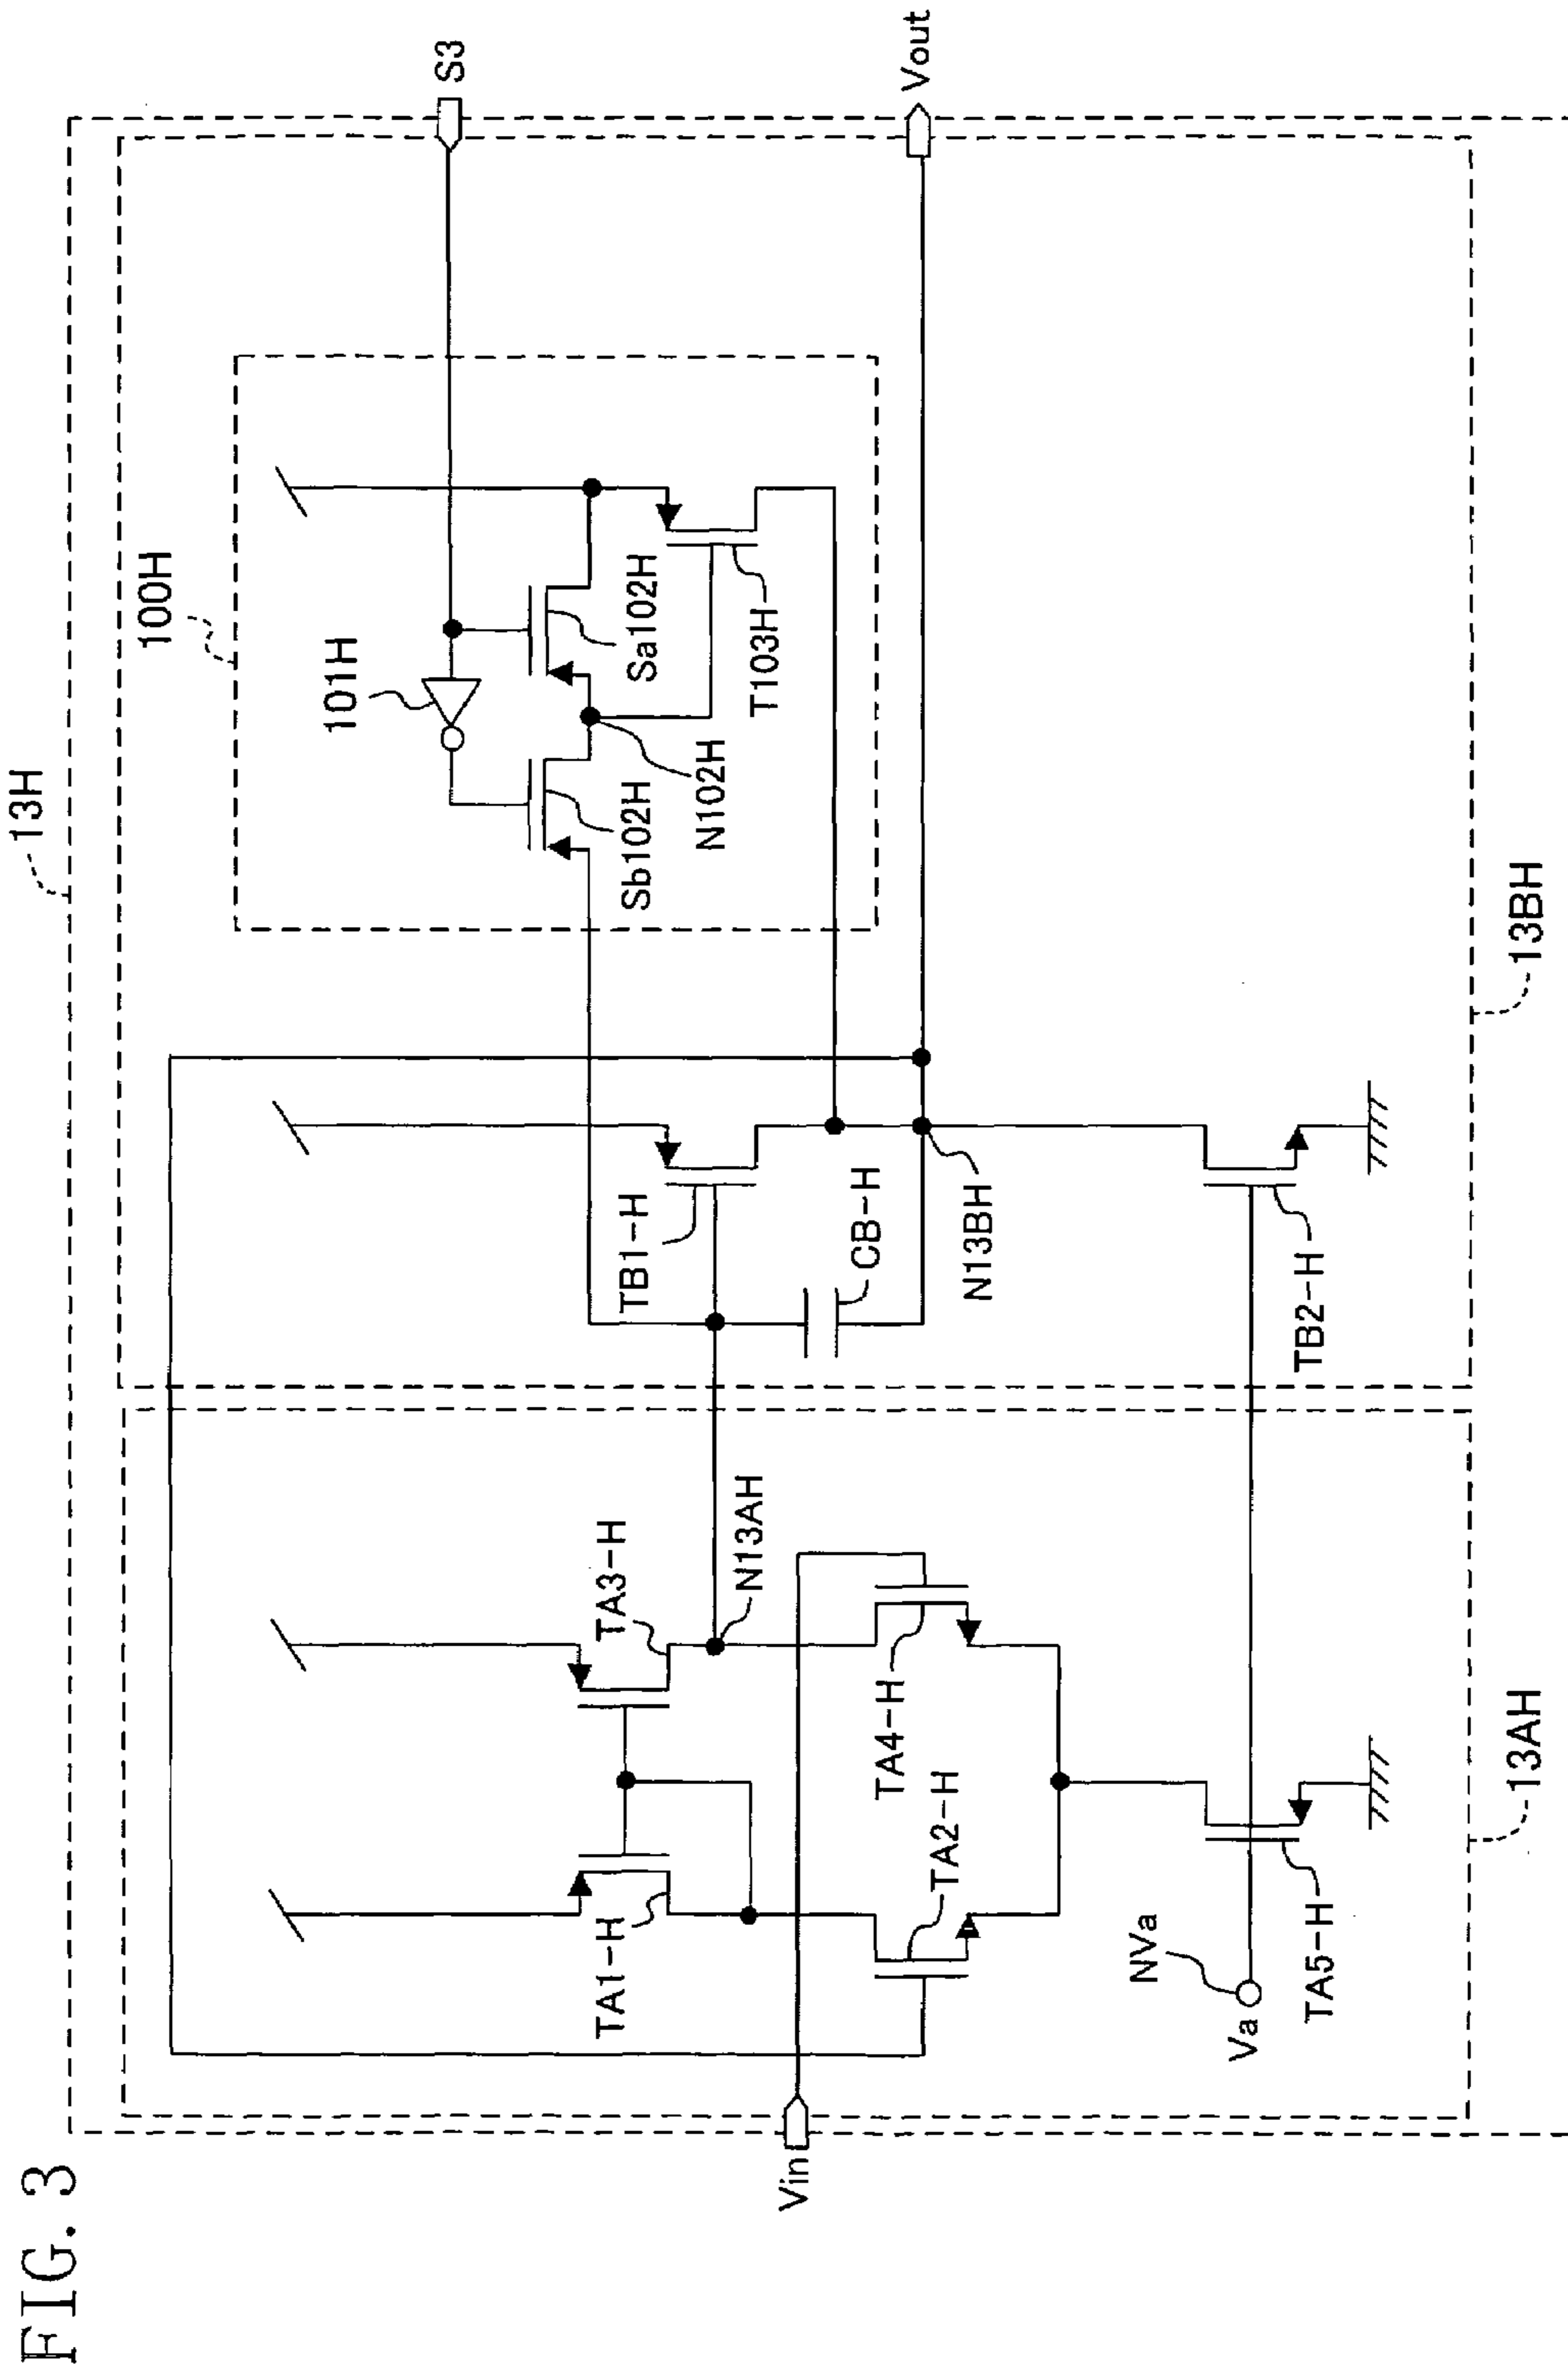 FIG. 3
13H
100H
S3
101H
Sa102H
Sb102H
N102H
T103H
Vout
TB1-H
CB-H
N13BH
TB2-H
13BH
TA3-H
N13AH
TA1-H
TA4-H
TA2-H
Vin
NVa
Va
TA5-H
13AH